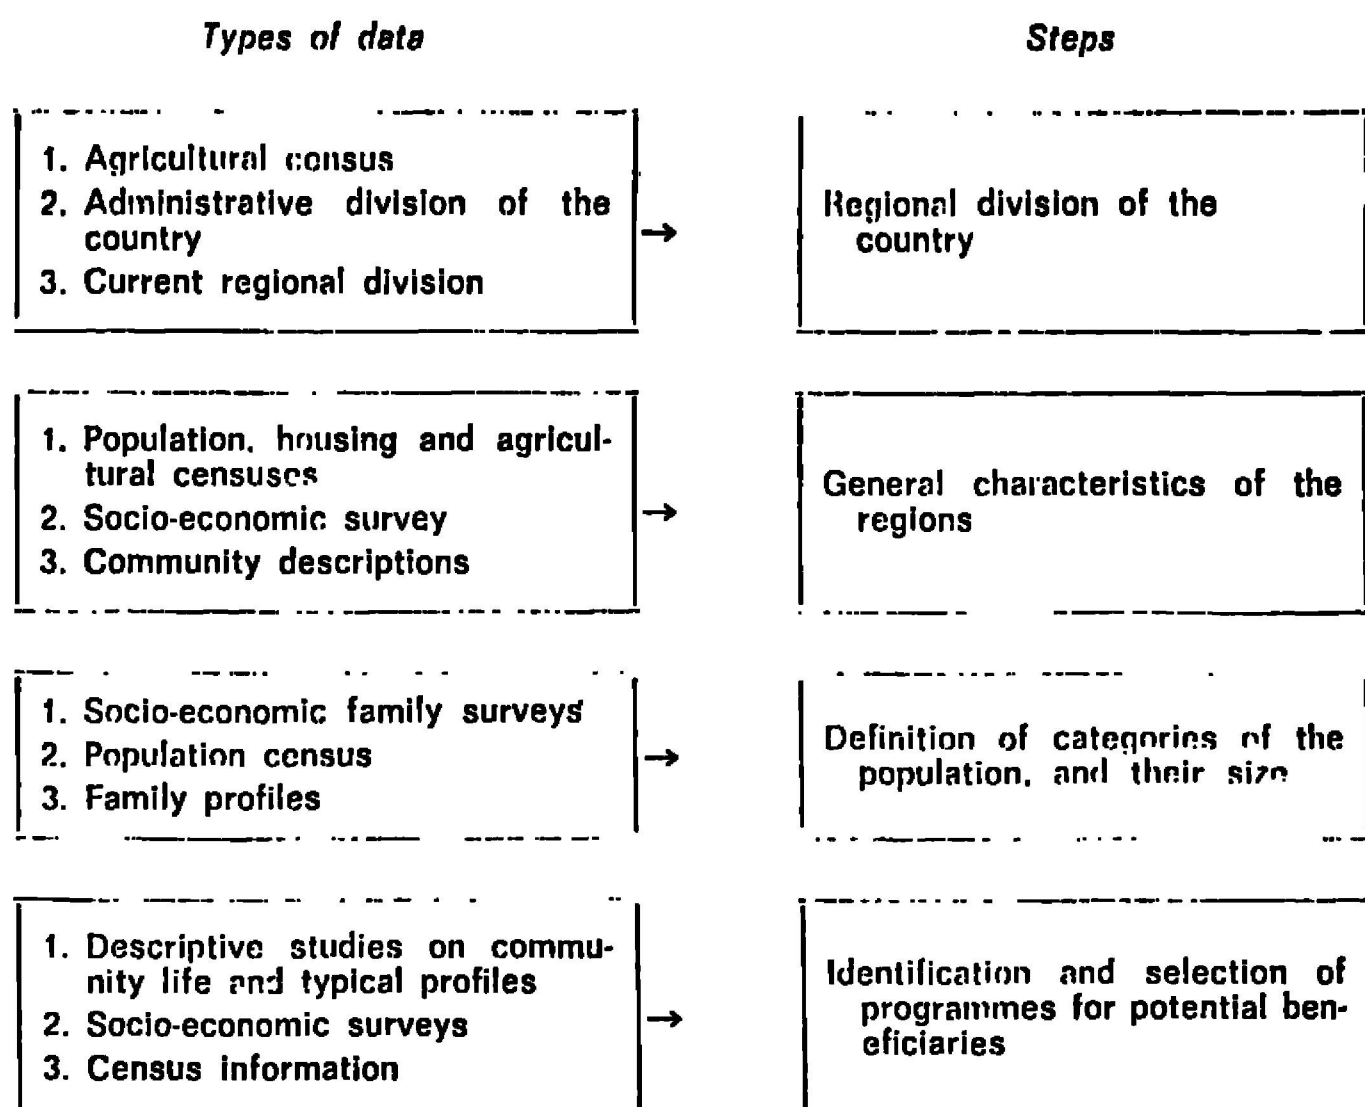 Types of data
Steps
1. Agricultural census
2. Administrative division of the
country
3. Current regional division
→
Regional division of the
country
1. Population, housing and agricul-
tural censuses
2. Socio-economic survey
3. Community descriptions
→
General characteristics of the
regions
1. Socio-economic family surveys
2. Population census
3. Family profiles
→
Definition of categories of the
population, and their size
1. Descriptive studies on commu-
nity life and typical profiles
2. Socio-economic surveys
3. Census information
→
Identification and selection of
programmes for potential ben-
eficiaries